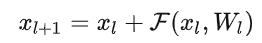 x_{l+1} = x_l + \mathcal{F}(x_l, W_l)